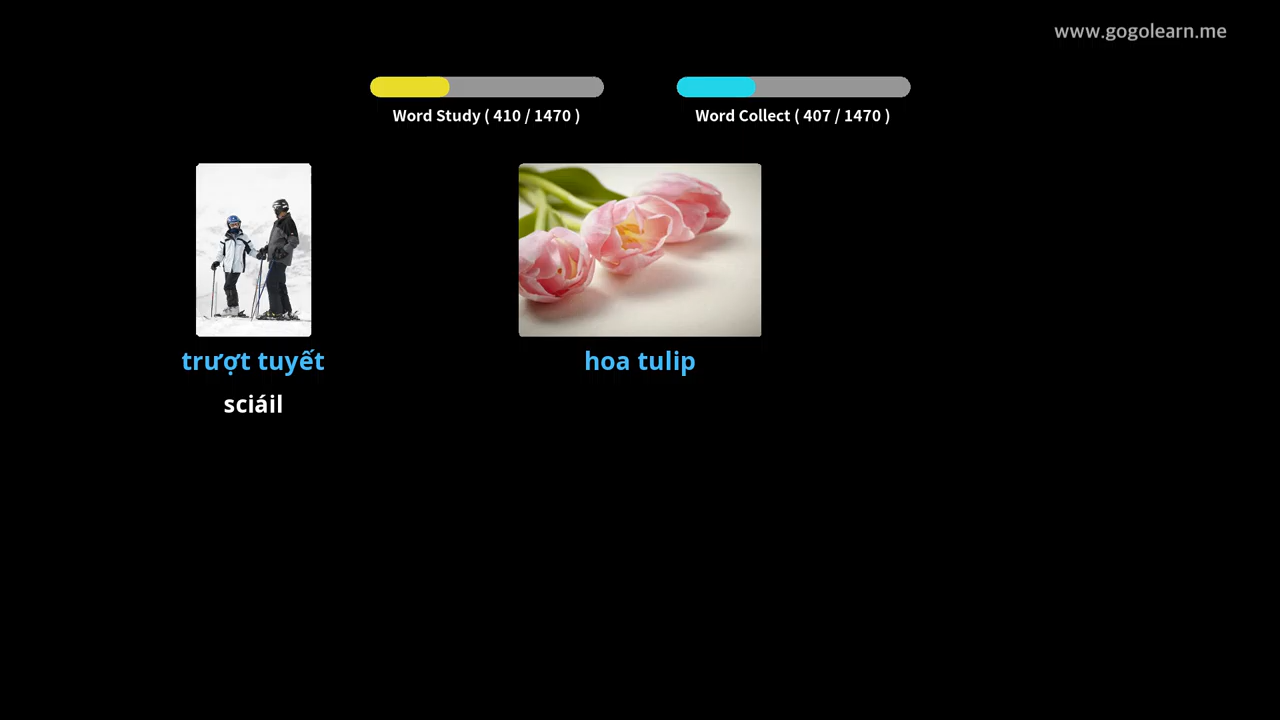 www.gogolearn.me
Word Study ( 410 / 1470 )
Word Collect ( 407 / 1470 )
trượt tuyết
hoa tulip
sciáil